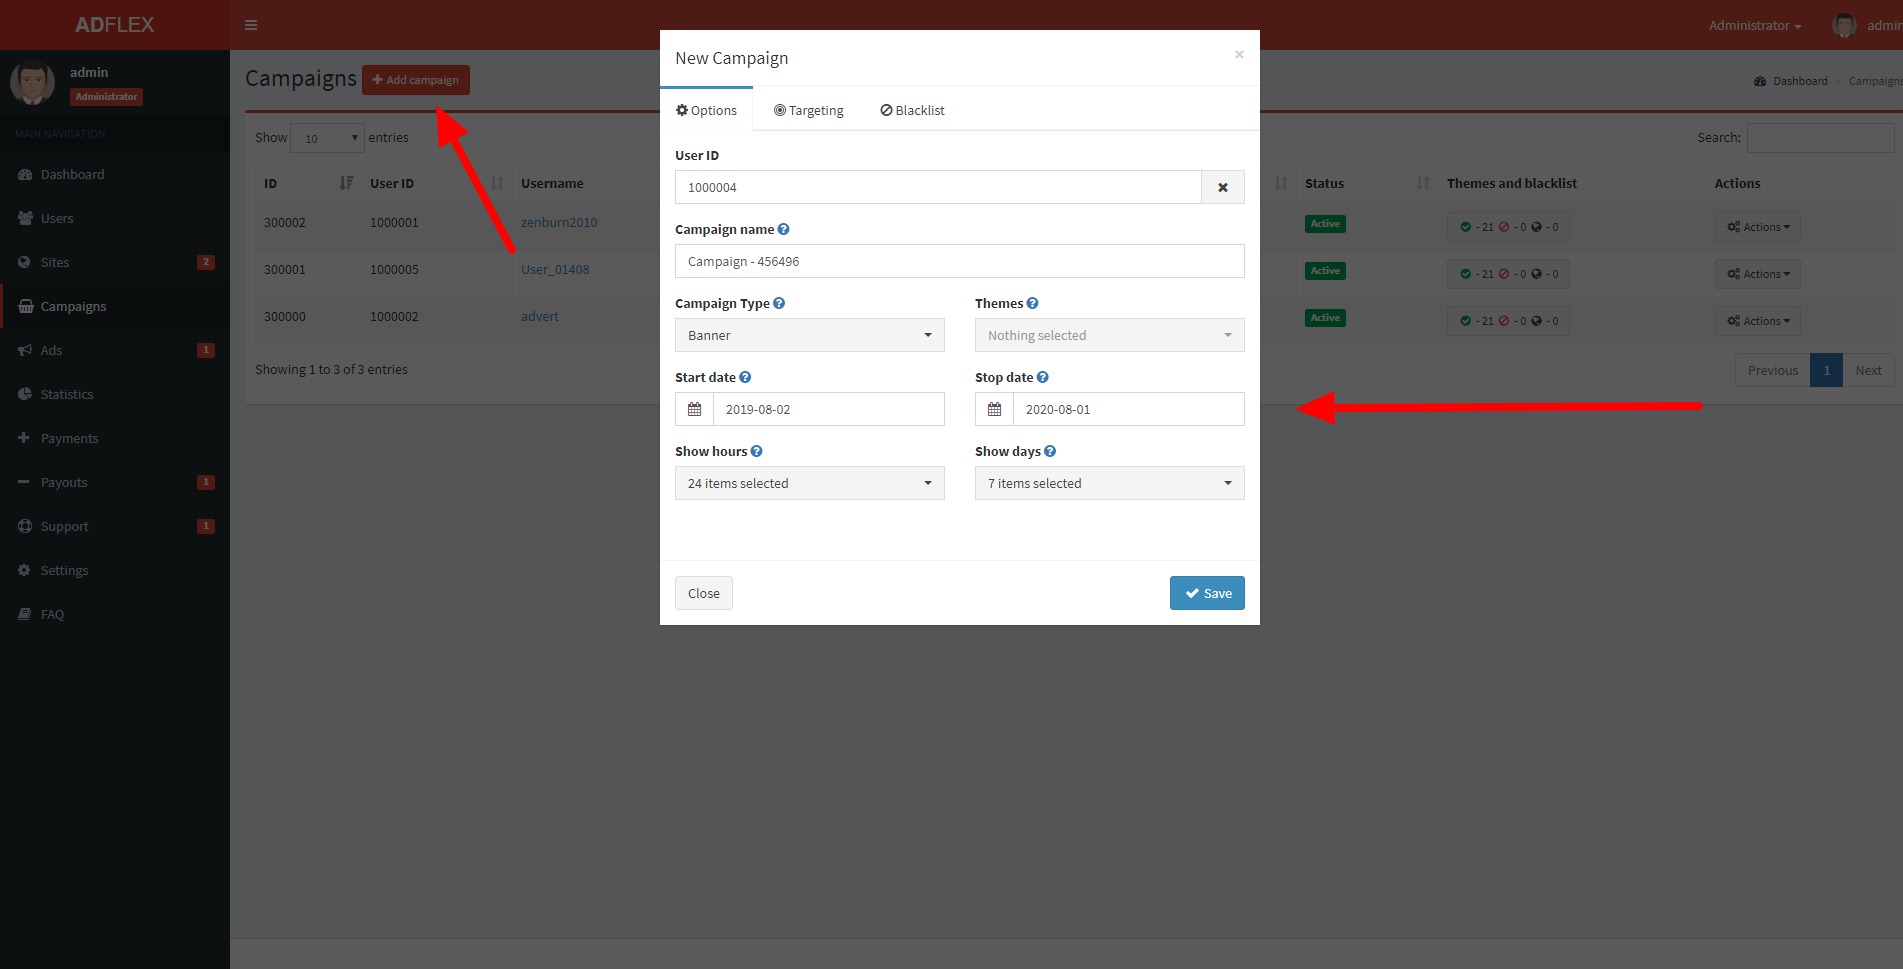 ADFLEX
Administrator
admin
admin
Administrator
MAIN NAVIGATION
Dashboard
Users
Sites 2
Campaigns
Ads 1
Statistics
Payments
Payouts 1
Support 1
Settings
FAQ
Campaigns
Add campaign
Dashboard > Campaigns
Show 10 entries
Search:
ID User ID Username Status Themes and blacklist Actions
300002 1000001 zenburn2010 Active - 21 - 0 - 0 Actions
300001 1000005 User_01408 Active - 21 - 0 - 0 Actions
300000 1000002 advert Active - 21 - 0 - 0 Actions
Showing 1 to 3 of 3 entries
Previous 1 Next
New Campaign ×
Options Targeting Blacklist
User ID
1000004
Campaign name
Campaign - 456496
Campaign Type Themes
Banner Nothing selected
Start date Stop date
2019-08-02 2020-08-01
Show hours Show days
24 items selected 7 items selected
Close Save